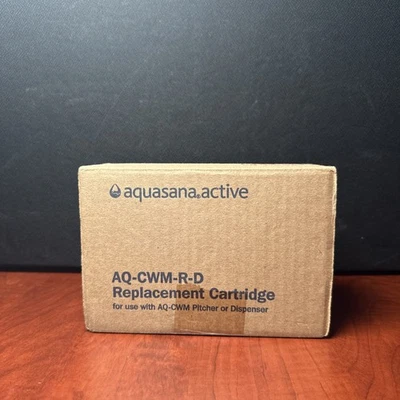 aquasana®active
AQ-CWM-R-D
Replacement Cartridge
for use with AQ-CWM Pitcher or Dispenser